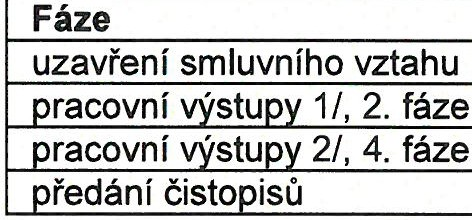 Fáze
uzavření smluvního vztahu
pracovní výstupy 1/, 2. fáze
pracovní výstupy 2/, 4. fáze
předání čistopisů